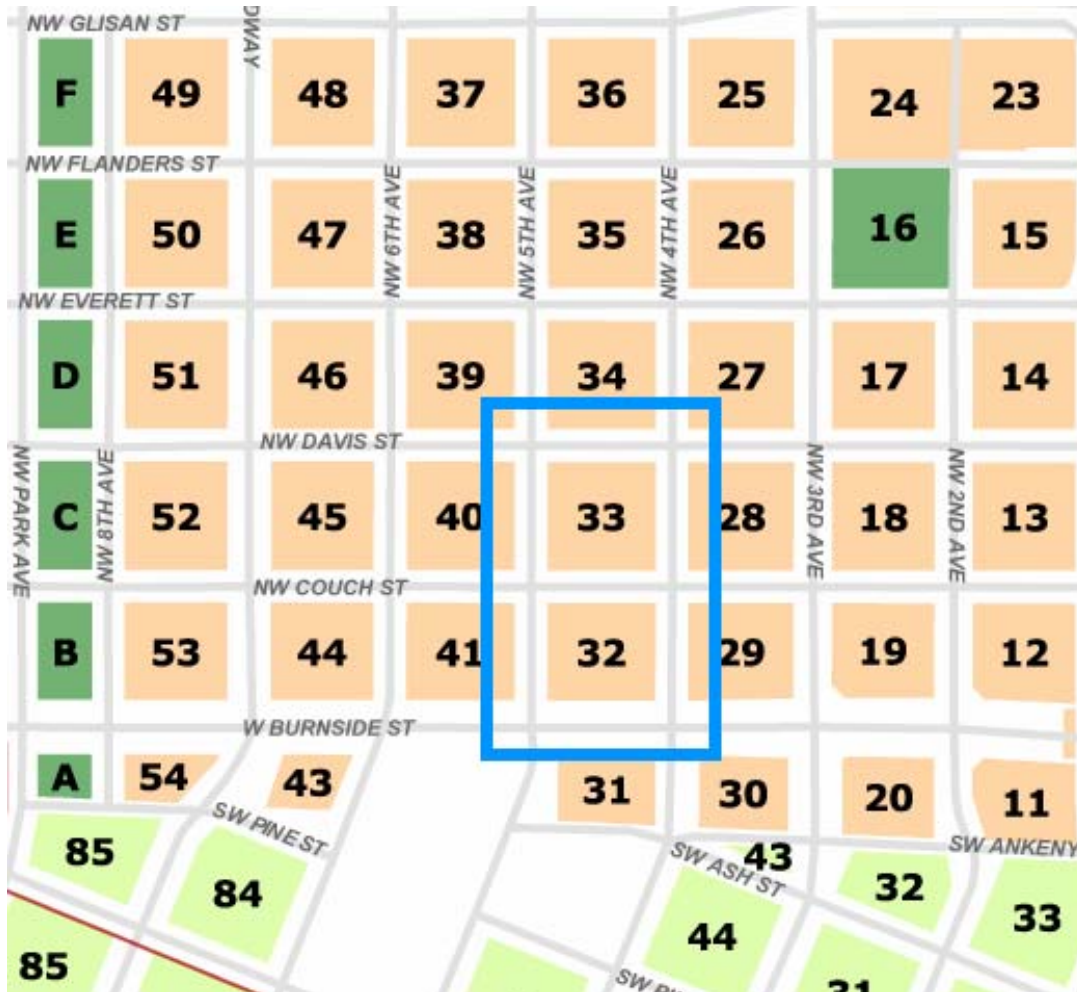 NW GLISAN ST
DWAY
F 49 48 37 36 25 24 23
NW FLANDERS ST
NW 6TH AVE
NW 5TH AVE
NW 4TH AVE
E 50 47 38 35 26 16 15
NW EVERETT ST
D 51 46 39 34 27 17 14
NW DAVIS ST
NW PARK AVE
NW 8TH AVE
NW 3RD AVE
NW 2ND AVE
C 52 45 40 33 28 18 13
NW COUCH ST
B 53 44 41 32 29 19 12
W BURNSIDE ST
A 54 43 31 30 20 11
SW PINE ST
SW ANKENY
85 43
SW ASH ST
84 32 33
44
85